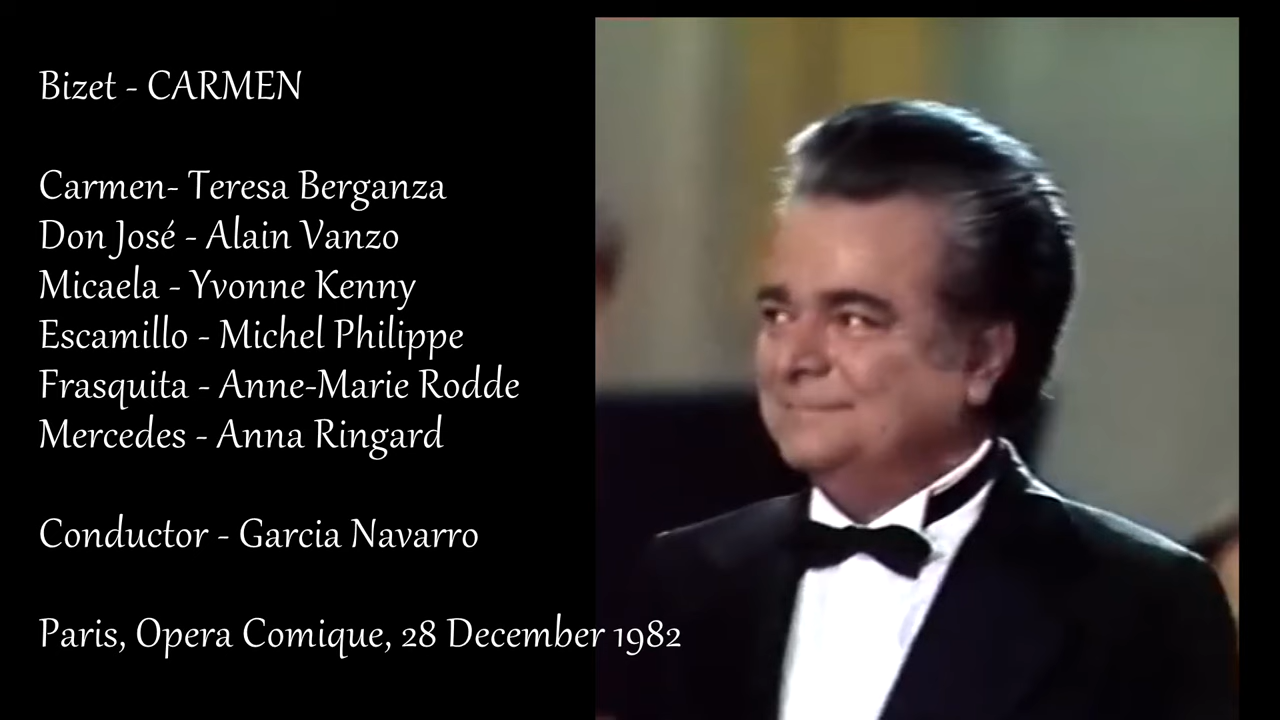 Bizet - CARMEN
Carmen- Teresa Berganza
Don José - Alain Vanzo
Micaela - Yvonne Kenny
Escamillo - Michel Philippe
Frasquita - Anne-Marie Rodde
Mercedes - Anna Ringard
Conductor - Garcia Navarro
Paris, Opera Comique, 28 December 1982